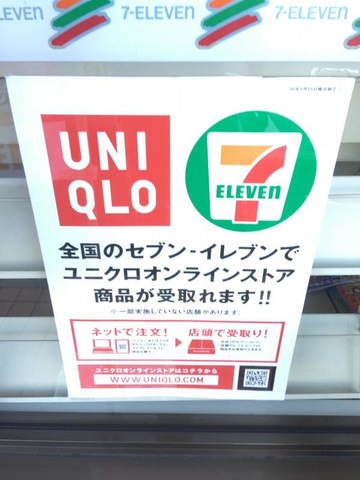 7-ELEVEN
7-ELEVEN
UNI
QLO
7
ELEVEN
全国のセブン-イレブンで
ユニクロオンラインストア
商品が受取れます!!
※一部実施していない店舗があります。
ネットで注文!
店頭で受取り!
ユニクロオンラインストアはコチラから
WWW.UNIQLO.COM